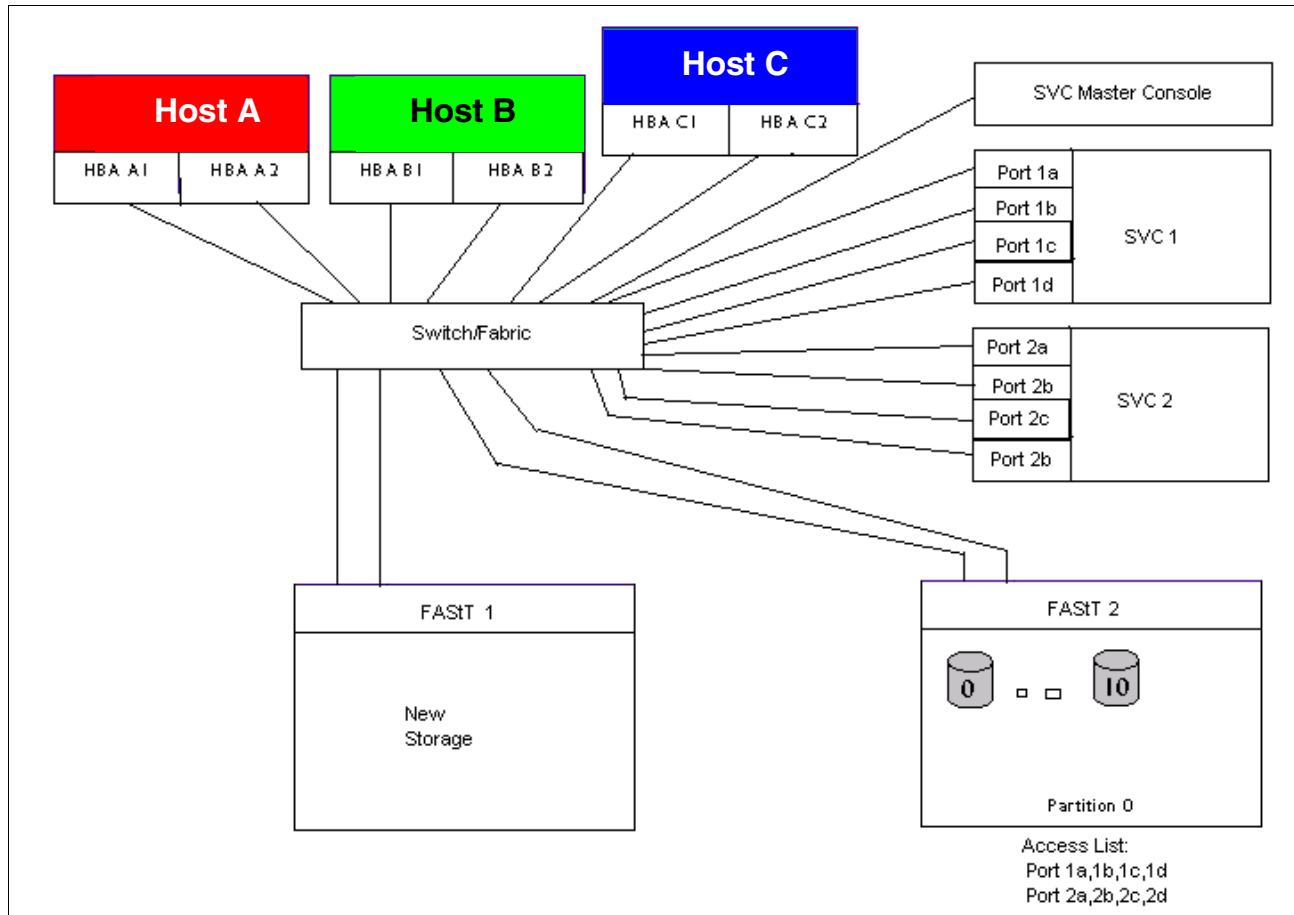 Host A
HBA A1
HBA A2
Host B
HBA B1
HBA B2
Host C
HBA C1
HBA C2
SVC Master Console
Port 1a
Port 1b
Port 1c
Port 1d
SVC 1
Switch/Fabric
Port 2a
Port 2b
Port 2c
Port 2b
SVC 2
FAStT 1
New
Storage
FAStT 2
0
10
Partition 0
Access List:
Port 1a,1b,1c,1d
Port 2a,2b,2c,2d